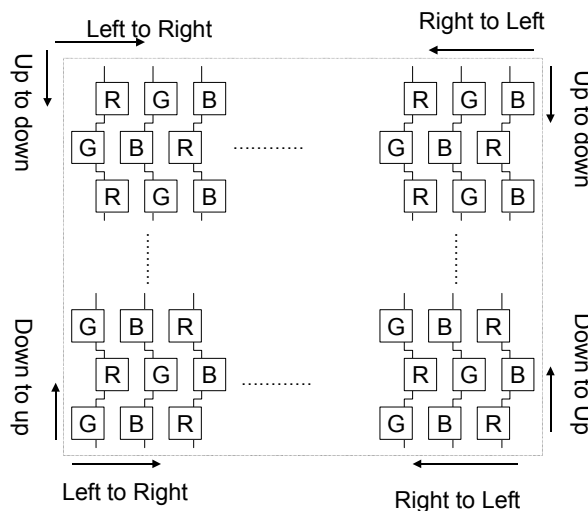 Left to Right
Right to Left
Up to down
Up to down
R G B R G B
G B R ............ G B R
R G B R G B
G B R G B R
R G B ............ R G B
G B R G B R
Down to up
Down to Up
Left to Right
Right to Left